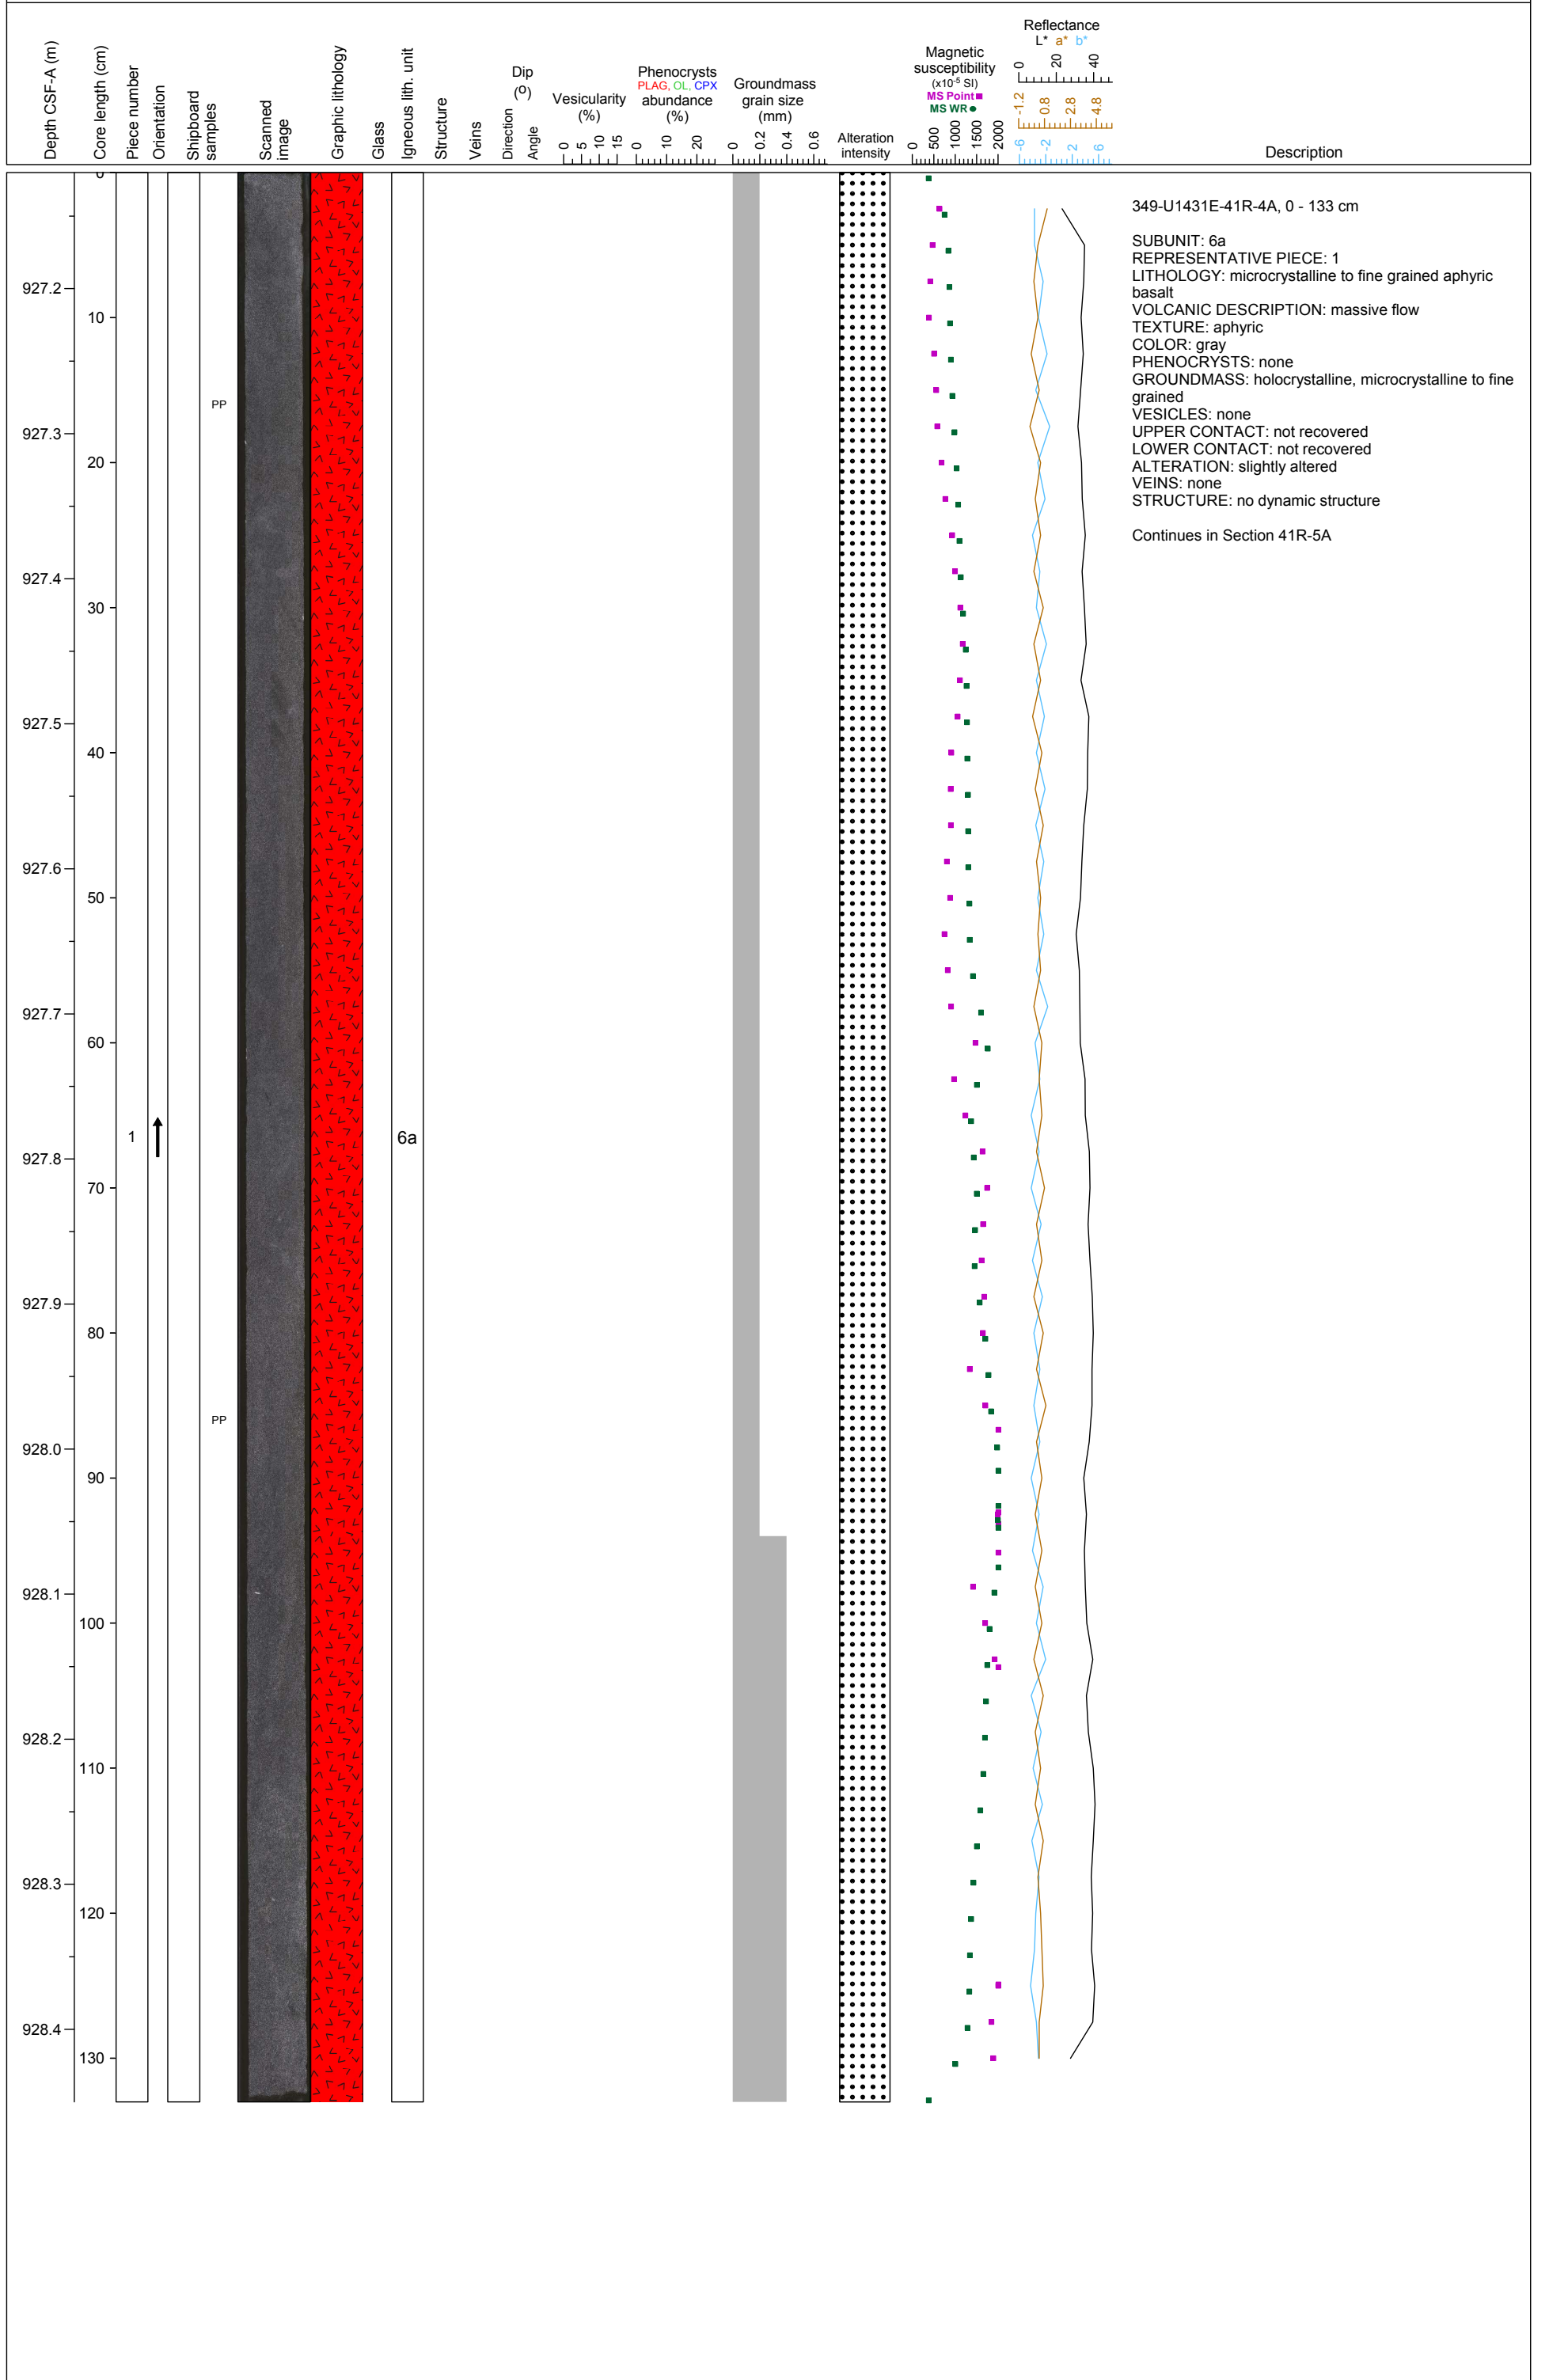 Depth CSF-A (m)
Core length (cm)
Piece number
Orientation
Shipboard
samples
Scanned
image
Graphic lithology
Glass
Igneous lith. unit
Structure
Veins
Dip
(o)
Direction
Angle
Vesicularity
(%)
0 5 10 15
Phenocrysts
PLAG, OL, CPX
abundance
(%)
0 10 20
Groundmass
grain size
(mm)
0 0.2 0.4 0.6
Alteration
intensity
Magnetic
susceptibility
(x10-5 SI)
MS Point
MS WR
0 500 1000 1500 2000
Reflectance
L* a* b*
0 20 40
-1.2 0.8 2.8 4.8
-6 -2 2 6
Description
0
927.2
10
PP
927.3
20
927.4
30
927.5
40
927.6
50
927.7
60
1
6a
927.8
70
927.9
80
PP
928.0
90
928.1
100
928.2
110
928.3
120
928.4
130
349-U1431E-41R-4A, 0 - 133 cm
SUBUNIT: 6a
REPRESENTATIVE PIECE: 1
LITHOLOGY: microcrystalline to fine grained aphyric
basalt
VOLCANIC DESCRIPTION: massive flow
TEXTURE: aphyric
COLOR: gray
PHENOCRYSTS: none
GROUNDMASS: holocrystalline, microcrystalline to fine
grained
VESICLES: none
UPPER CONTACT: not recovered
LOWER CONTACT: not recovered
ALTERATION: slightly altered
VEINS: none
STRUCTURE: no dynamic structure
Continues in Section 41R-5A